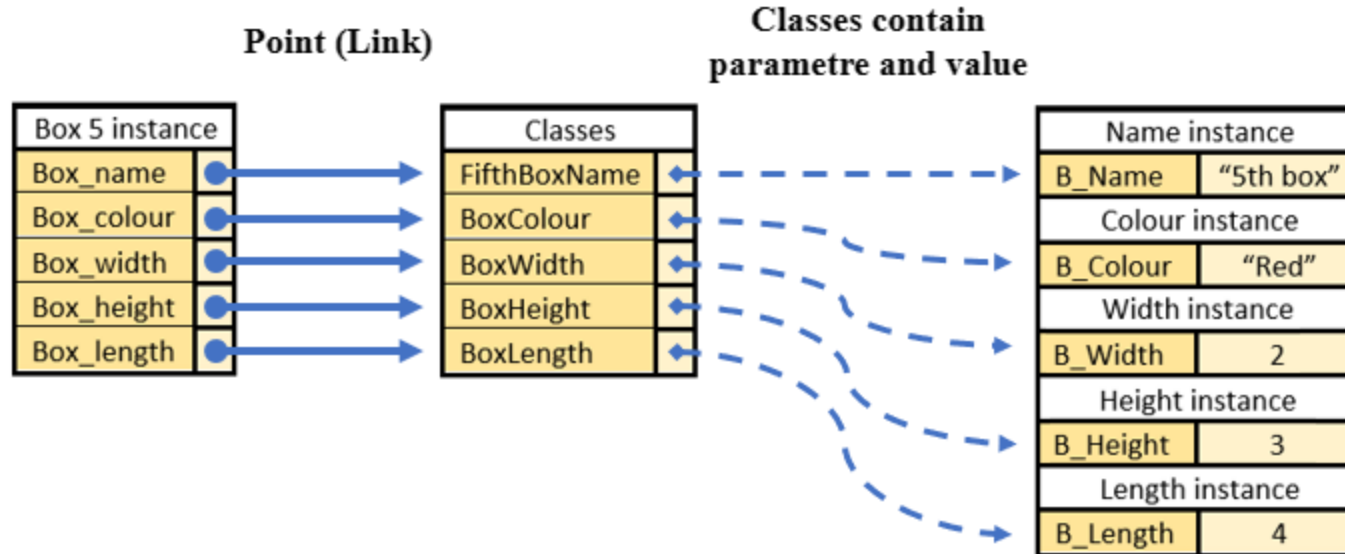 Point (Link)
Classes contain
parametre and value
Box 5 instance
Box_name
Box_colour
Box_width
Box_height
Box_length
Classes
FifthBoxName
BoxColour
BoxWidth
BoxHeight
BoxLength
Name instance
B_Name “5th box”
Colour instance
B_Colour “Red”
Width instance
B_Width 2
Height instance
B_Height 3
Length instance
B_Length 4